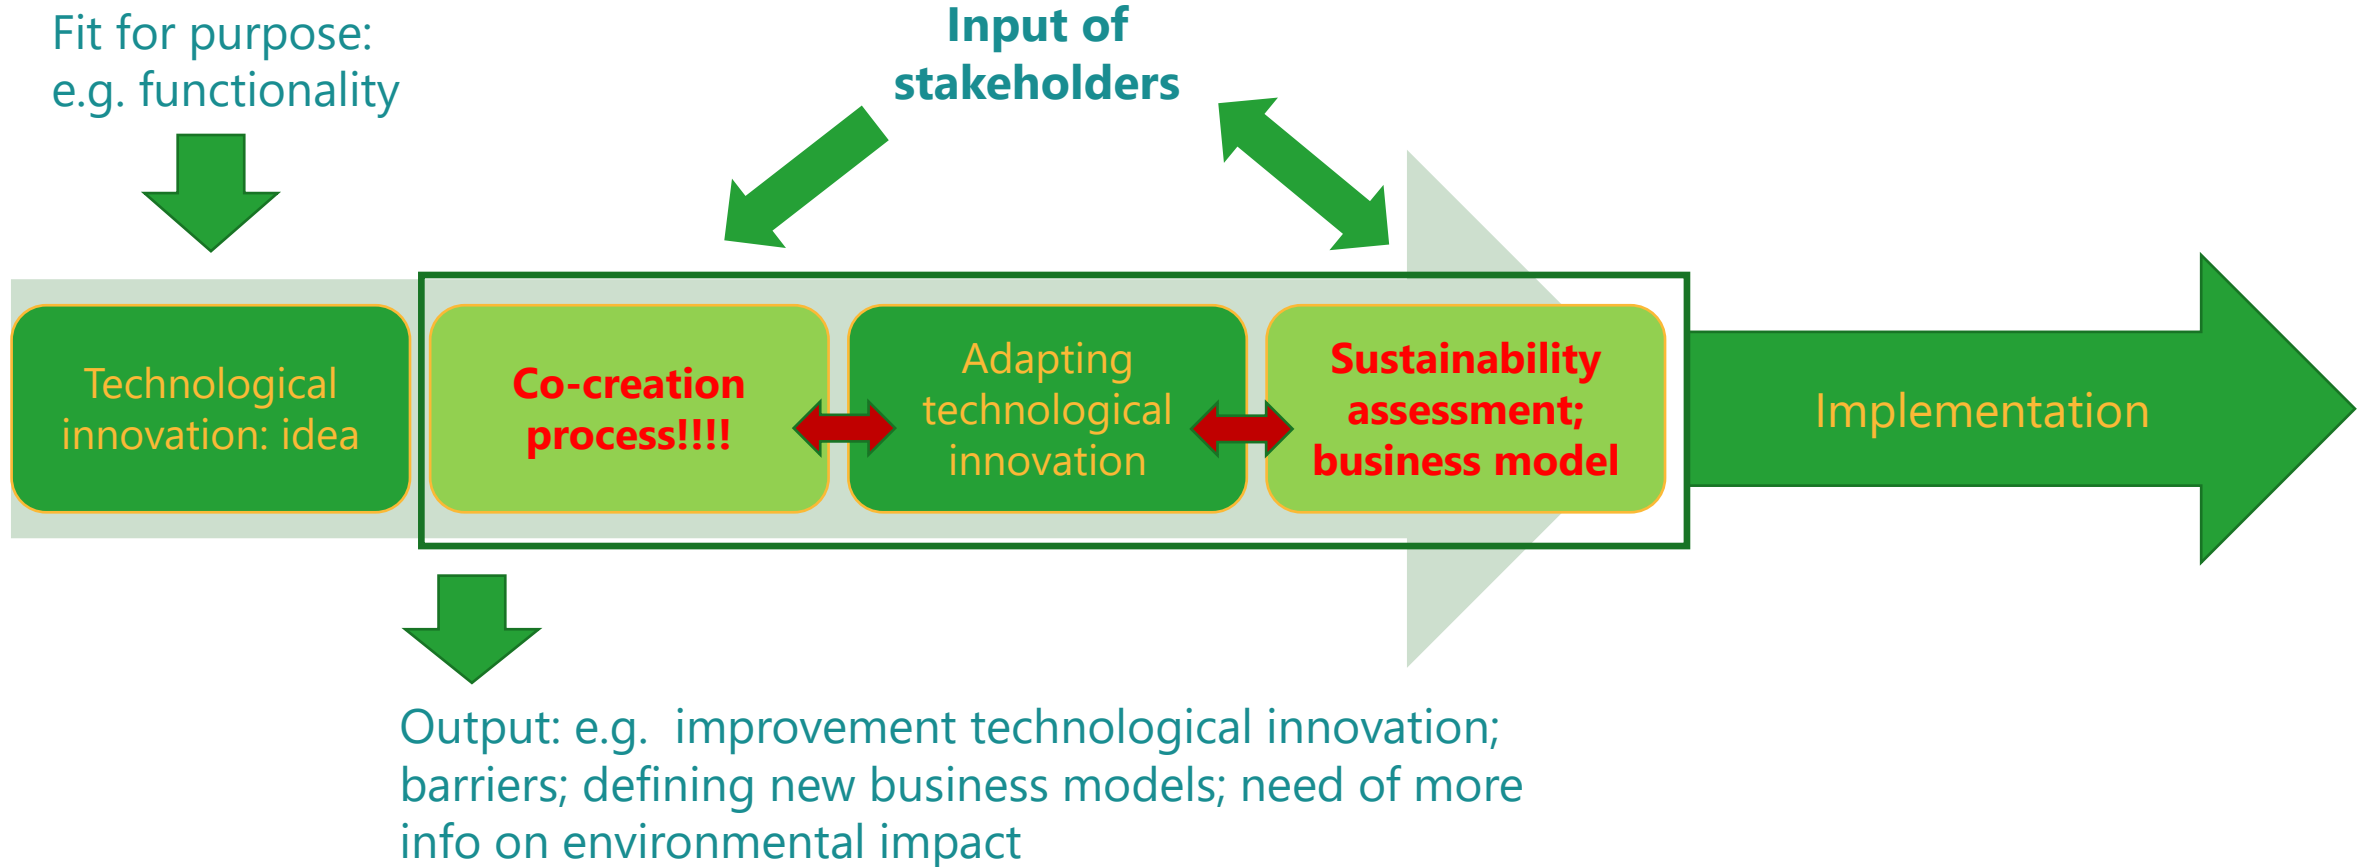 Fit for purpose:
e.g. functionality
Input of
stakeholders
Technological
innovation: idea
Co-creation
process!!!!
Adapting
technological
innovation
Sustainability
assessment;
business model
Implementation
Output: e.g.  improvement technological innovation;
barriers; defining new business models; need of more
info on environmental impact